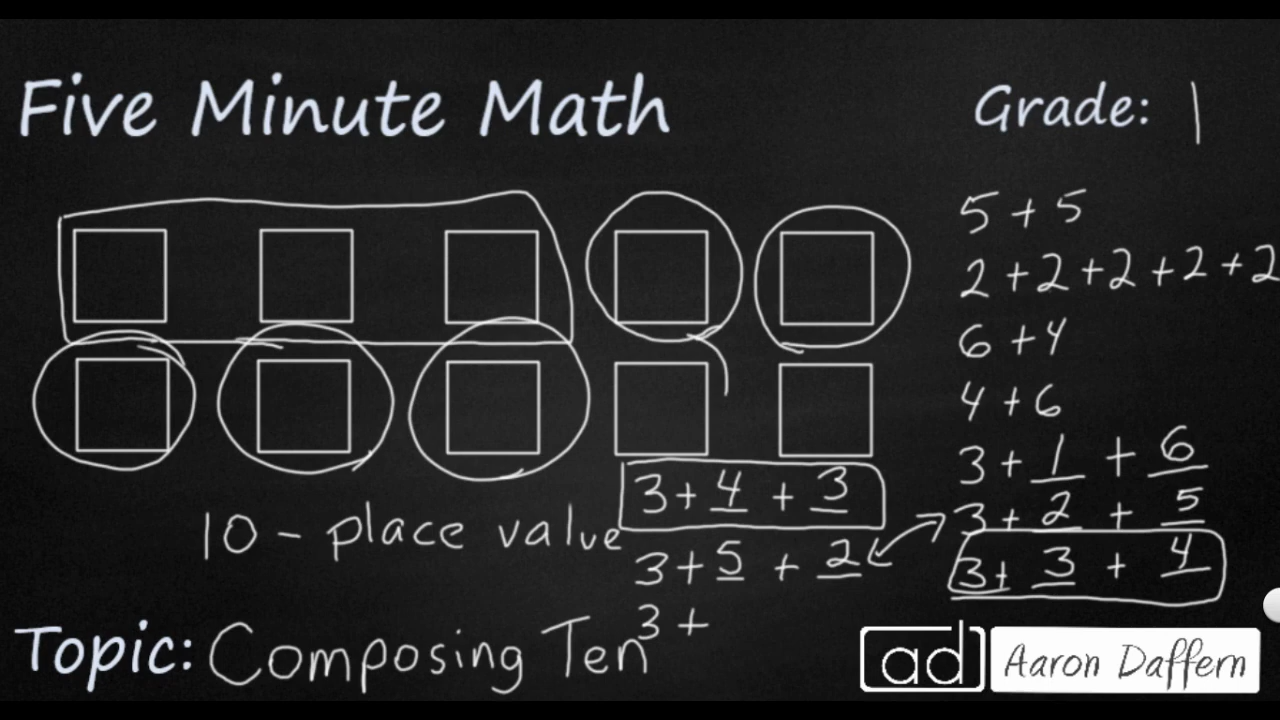 Five Minute Math
Grade: 1
5 + 5
2 + 2 + 2 + 2 + 2
6 + 4
4 + 6
3 + 1 + 6
3 + 2 + 5
3 + 3 + 4
3 + 4 + 3
3 + 5 + 2
3 +
10 - place value
Topic: Composing Ten
ad Aaron Daffern